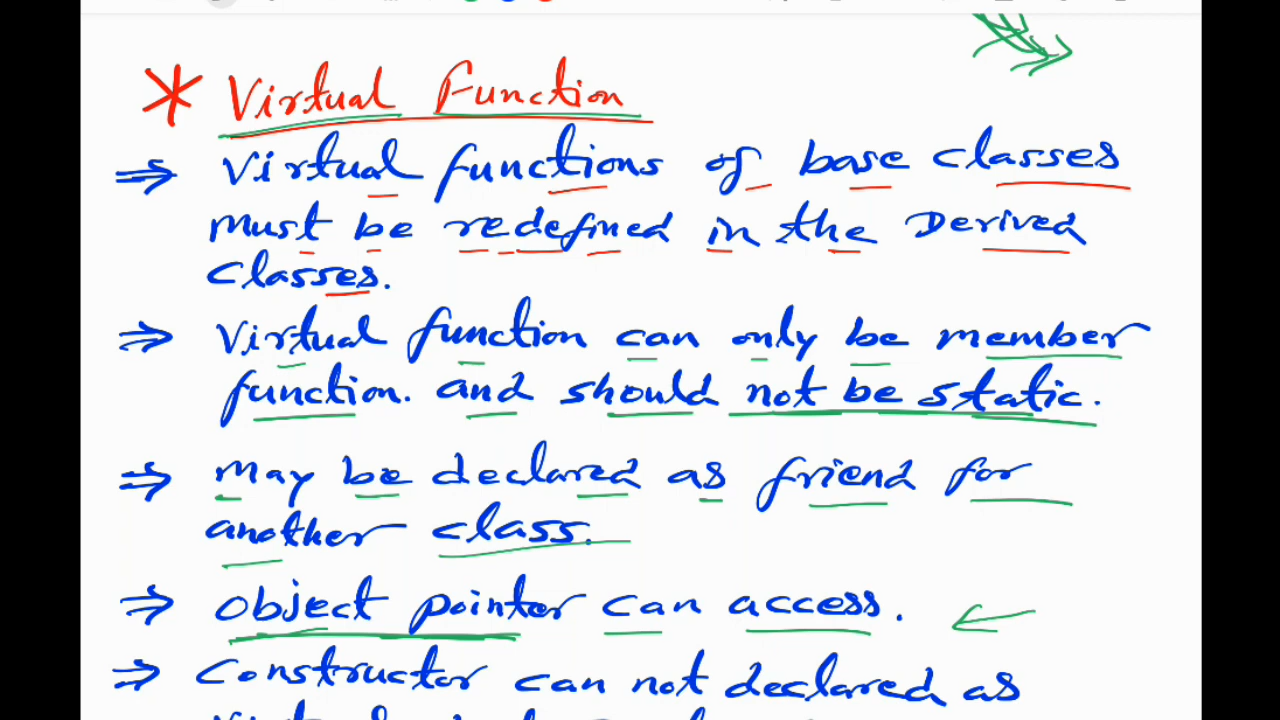 * Virtual Function
⇒ Virtual functions of base classes
must be redefined in the Derived
Classes.
⇒ Virtual function can only be member
function. and should not be static.
⇒ May be declared as friend for
another class.
⇒ object pointer can access.
⇒ Constructor can not declared as